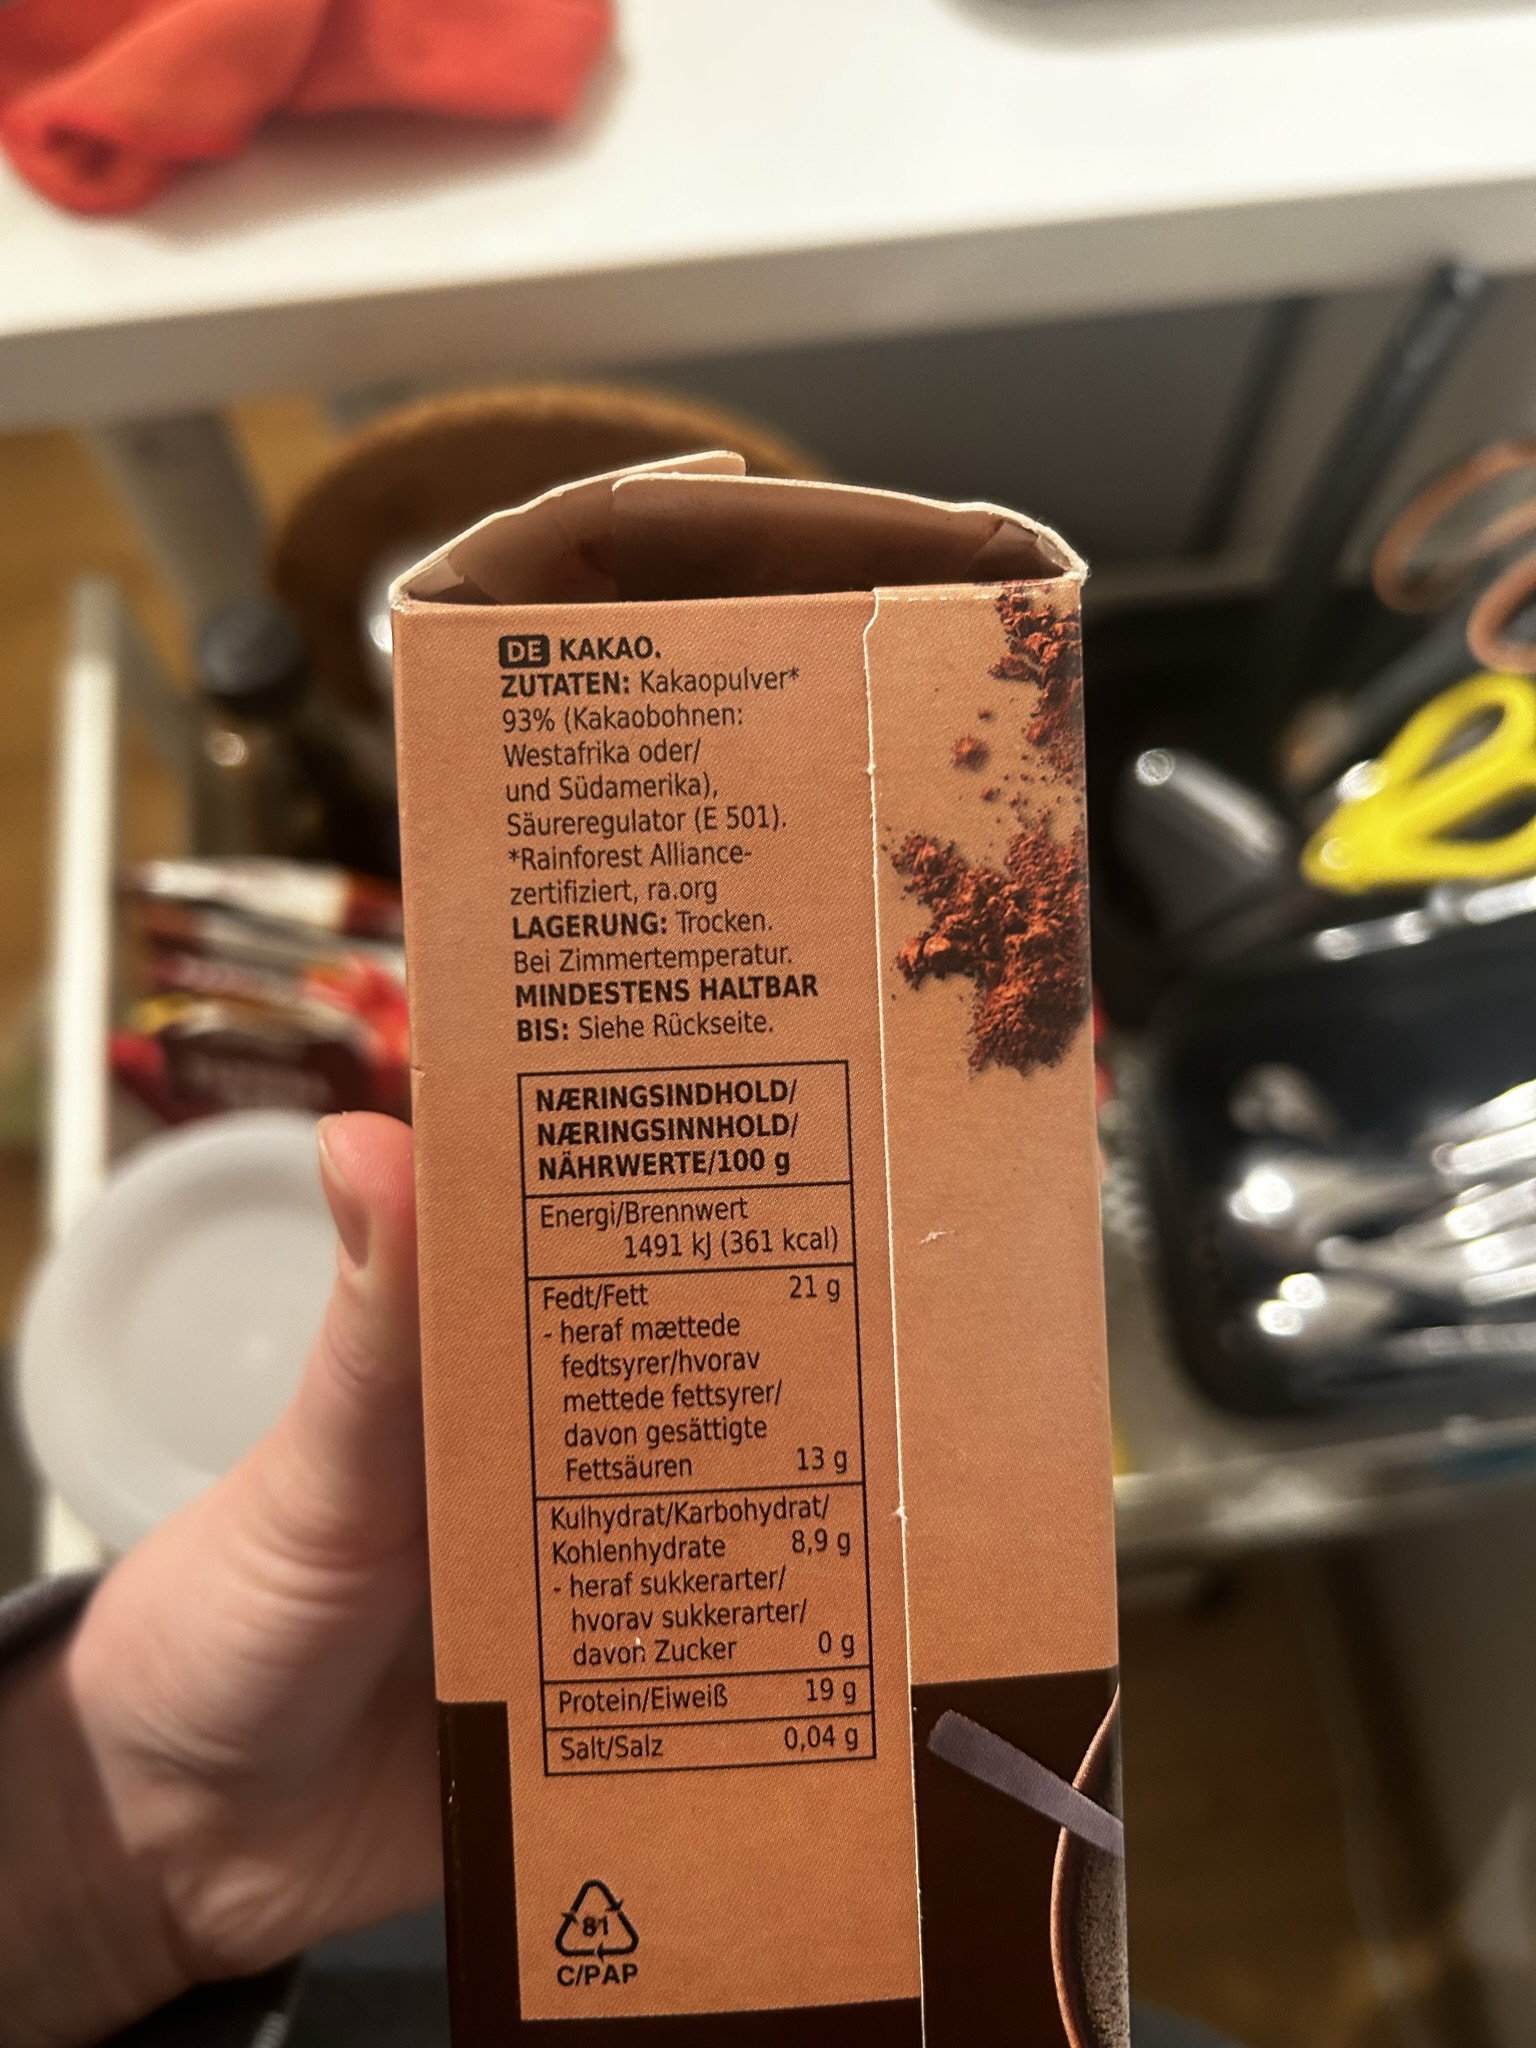 DE KAKAO.
ZUTATEN: Kakaopulver*
93% (Kakaobohnen:
Westafrika oder/
und Südamerika),
Säureregulator (E 501).
*Rainforest Alliance-
zertifiziert, ra.org
LAGERUNG: Trocken.
Bei Zimmertemperatur.
MINDESTENS HALTBAR
BIS: Siehe Rückseite.
NÆRINGSINDHOLD/
NÆRINGSINNHOLD/
NÄHRWERTE/100 g
Energi/Brennwert
1491 kJ (361 kcal)
Fedt/Fett 21 g
- heraf mættede
fedtsyrer/hvorav
mettede fettsyrer/
davon gesättigte
Fettsäuren 13 g
Kulhydrat/Karbohydrat/
Kohlenhydrate 8,9 g
- heraf sukkerarter/
hvorav sukkerarter/
davon Zucker 0 g
Protein/Eiweiß 19 g
Salt/Salz 0,04 g
81
C/PAP